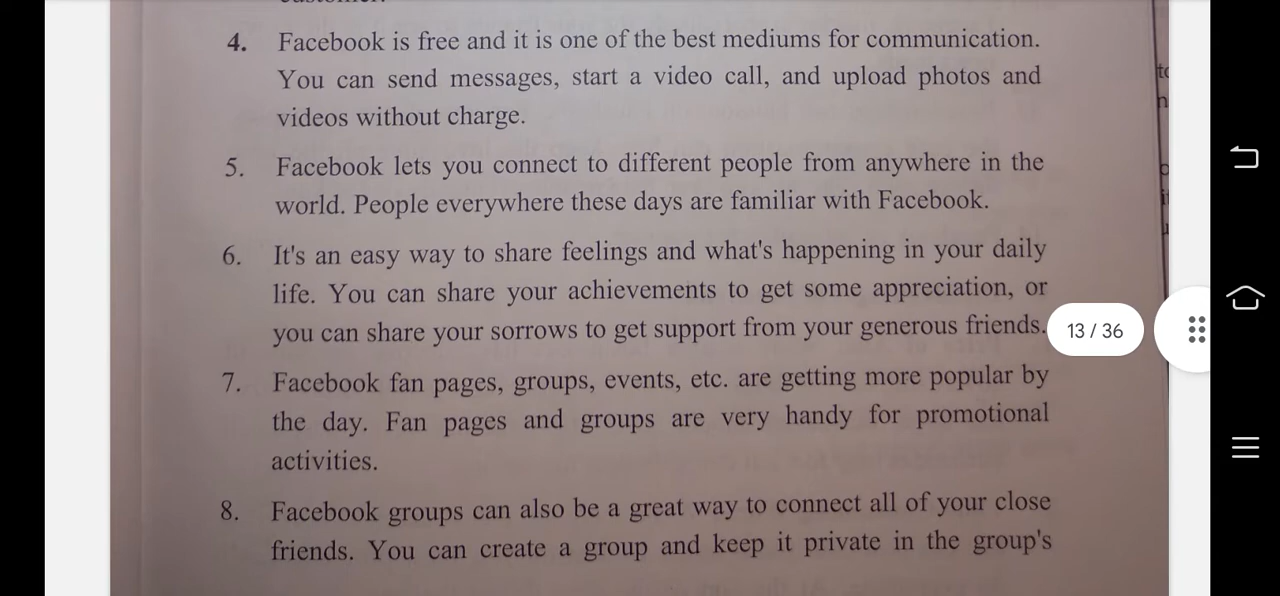 4. Facebook is free and it is one of the best mediums for communication.
You can send messages, start a video call, and upload photos and
videos without charge.
5. Facebook lets you connect to different people from anywhere in the
world. People everywhere these days are familiar with Facebook.
6. It's an easy way to share feelings and what's happening in your daily
life. You can share your achievements to get some appreciation, or
you can share your sorrows to get support from your generous friends.
13 / 36
7. Facebook fan pages, groups, events, etc. are getting more popular by
the day. Fan pages and groups are very handy for promotional
activities.
8. Facebook groups can also be a great way to connect all of your close
friends. You can create a group and keep it private in the group's